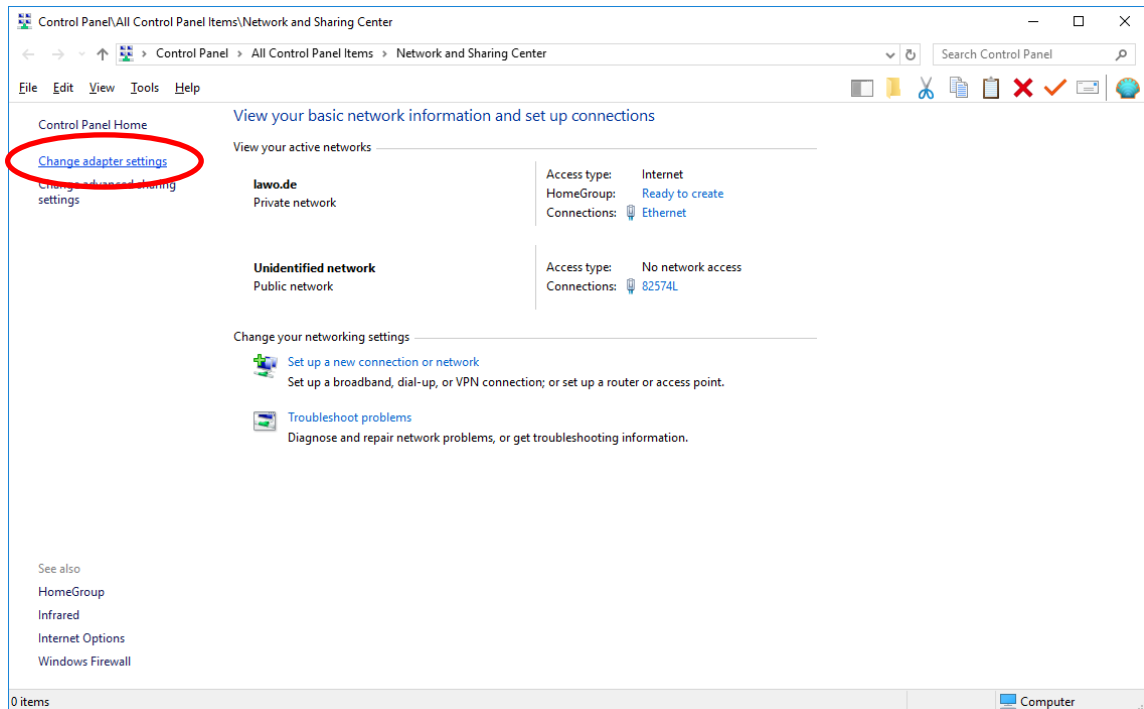 Control Panel\All Control Panel Items\Network and Sharing Center
Control Panel > All Control Panel Items > Network and Sharing Center
Search Control Panel
File Edit View Tools Help
Control Panel Home
Change adapter settings
Change advanced sharing
settings
View your basic network information and set up connections
View your active networks
lawo.de
Private network
Access type: Internet
HomeGroup: Ready to create
Connections: Ethernet
Unidentified network
Public network
Access type: No network access
Connections: 82574L
Change your networking settings
Set up a new connection or network
Set up a broadband, dial-up, or VPN connection; or set up a router or access point.
Troubleshoot problems
Diagnose and repair network problems, or get troubleshooting information.
See also
HomeGroup
Infrared
Internet Options
Windows Firewall
0 items
Computer